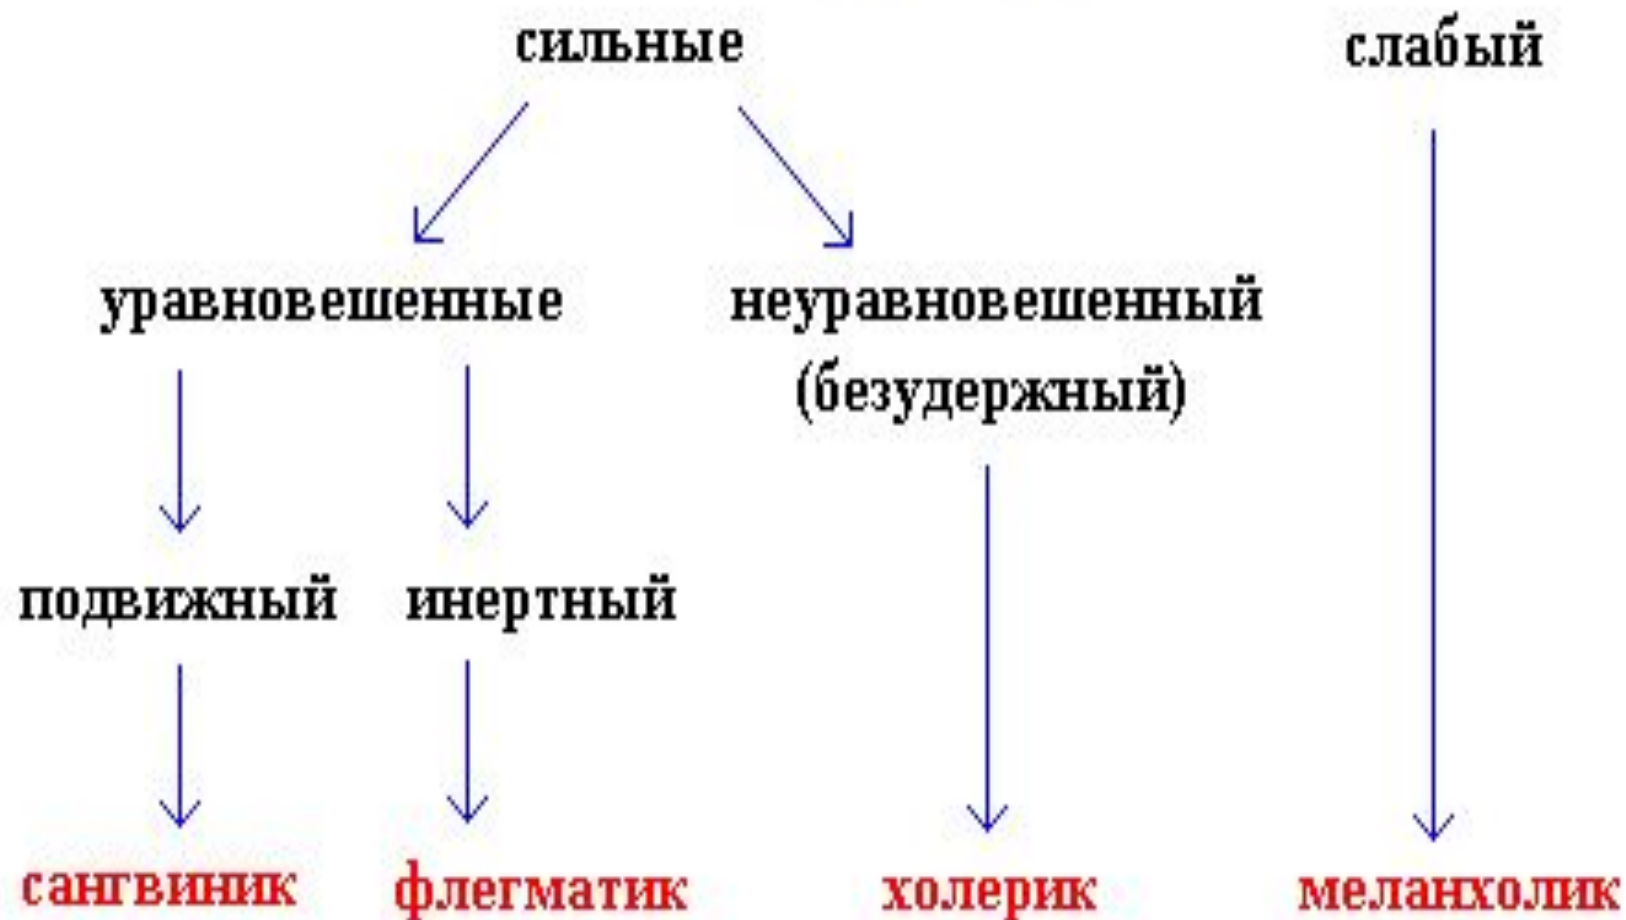 сильные слабый
уравновешенные неуравновешенный
(безудержный)
подвижный инертный
сангвиник флегматик холерик меланхолик